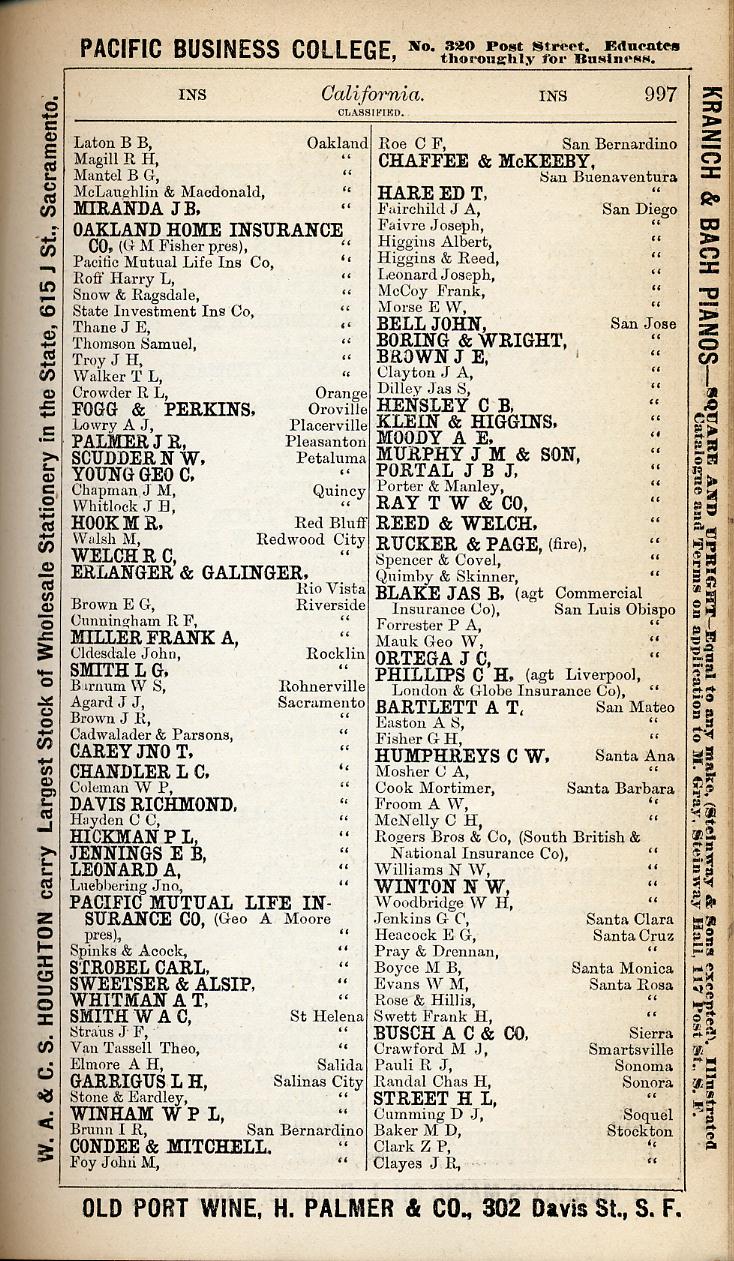 PACIFIC BUSINESS COLLEGE, No. 320 Post Street. Educates
thoroughly for Business.
INS California. INS 997
CLASSIFIED.
Laton B B, Oakland
Magill R H, “
Mantel B G, “
McLaughlin & Macdonald, “
MIRANDA J B, “
OAKLAND HOME INSURANCE
CO, (G M Fisher pres), “
Pacific Mutual Life Ins Co, “
Roff Harry L, “
Snow & Ragsdale, “
State Investment Ins Co, “
Thane J E, “
Thomson Samuel, “
Troy J H, “
Walker T L, “
Crowder R L, Orange
FOGG & PERKINS, Oroville
Lowry A J, Placerville
PALMER J R, Pleasanton
SCUDDER N W, Petaluma
YOUNG GEO C, “
Chapman J M, Quincy
Whitlock J H, “
HOOK M R, Red Bluff
Walsh M, Redwood City
WELCH R C, “
ERLANGER & GALINGER,
Rio Vista
Brown E G, Riverside
Cunningham R F, “
MILLER FRANK A, “
Cldesdale John, Rocklin
SMITH L G, “
Barnum W S, Rohnerville
Agard J J, Sacramento
Brown J R, “
Cadwalader & Parsons, “
CAREY JNO T, “
CHANDLER L C, “
Coleman W P, “
DAVIS RICHMOND, “
Hayden C C, “
HICKMAN P L, “
JENNINGS E B, “
LEONARD A, “
Luebbering Jno, “
PACIFIC MUTUAL LIFE IN-
SURANCE CO, (Geo A Moore
pres), “
Spinks & Acock, “
STROBEL CARL, “
SWEETSER & ALSIP, “
WHITMAN A T, “
SMITH W A C, St Helena
Straus J F, “
Van Tassell Theo, “
Elmore A H, Salida
GARRIGUS L H, Salinas City
Stone & Eardley, “
WINHAM W P L, “
Brunn I R, San Bernardino
CONDEE & MITCHELL. “
Foy John M, “
Roe C F, San Bernardino
CHAFFEE & McKEEBY,
San Buenaventura
HARE ED T, “
Fairchild J A, San Diego
Faivre Joseph, “
Higgins Albert, “
Higgins & Reed, “
Leonard Joseph, “
McCoy Frank, “
Morse E W, “
BELL JOHN, San Jose
BORING & WRIGHT, “
BROWN J E, “
Clayton J A, “
Dilley Jas S, “
HENSLEY C B, “
KLEIN & HIGGINS, “
MOODY A E, “
MURPHY J M & SON, “
PORTAL J B J, “
Porter & Manley, “
RAY T W & CO, “
REED & WELCH, “
RUCKER & PAGE, (fire), “
Spencer & Covel, “
Quimby & Skinner, “
BLAKE JAS B, (agt Commercial
Insurance Co), San Luis Obispo
Forrester P A, “
Mauk Geo W, “
ORTEGA J C, “
PHILLIPS C H, (agt Liverpool,
London & Globe Insurance Co), “
BARTLETT A T, San Mateo
Easton A S, “
Fisher G H, “
HUMPHREYS C W, Santa Ana
Mosher C A, “
Cook Mortimer, Santa Barbara
Froom A W, “
McNelly C H, “
Rogers Bros & Co, (South British &
National Insurance Co), “
Williams N W, “
WINTON N W, “
Woodbridge W H, “
Jenkins G C, Santa Clara
Heacock E G, Santa Cruz
Pray & Drennan, “
Boyce M B, Santa Monica
Evans W M, Santa Rosa
Rose & Hillis, “
Swett Frank H, “
BUSCH A C & CO, Sierra
Crawford M J, Smartsville
Pauli R J, Sonoma
Randal Chas H, Sonora
STREET H L, “
Cumming D J, Soquel
Baker M D, Stockton
Clark Z P, “
Clayes J R, “
W. A. & C. S. HOUGHTON carry Largest Stock of Wholesale Stationery in the State, 615 J St., Sacramento.
KRANICH & BACH PIANOS—SQUARE AND UPRIGHT—Equal to any make, (Steinway & Sons excepted). Illustrated
Catalogue and Terms on application to M. Gray, Steinway Hall, 117 Post St., S. F.
OLD PORT WINE, H. PALMER & CO., 302 Davis St., S. F.